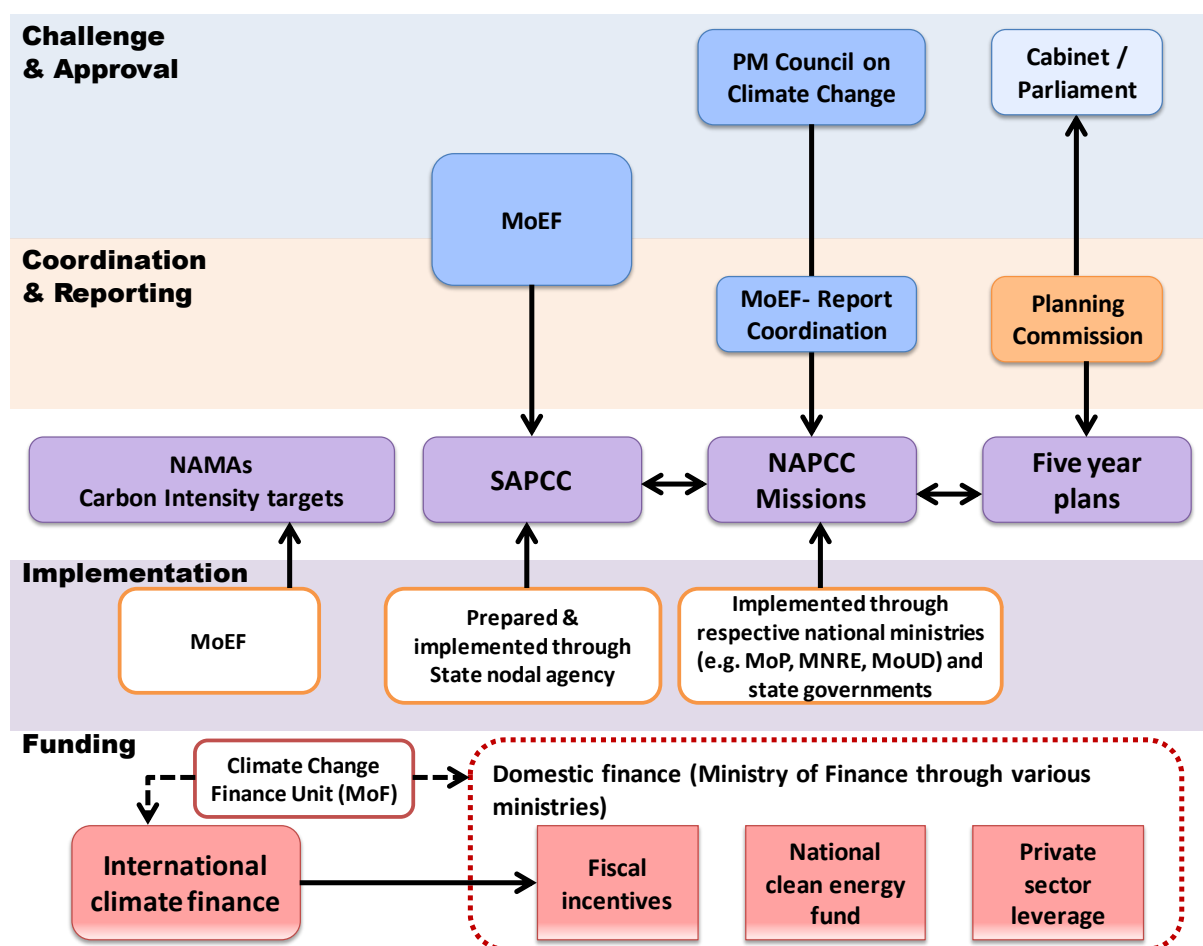 Challenge
& Approval
PM Council on
Climate Change
Cabinet /
Parliament
MoEF
Coordination
& Reporting
MoEF- Report
Coordination
Planning
Commission
NAMAs
Carbon Intensity targets
SAPCC
NAPCC
Missions
Five year
plans
Implementation
MoEF
Prepared &
implemented through
State nodal agency
Implemented through
respective national ministries
(e.g. MoP, MNRE, MoUD) and
state governments
Funding
Climate Change
Finance Unit (MoF)
Domestic finance (Ministry of Finance through various
ministries)
International
climate finance
Fiscal
incentives
National
clean energy
fund
Private
sector
leverage